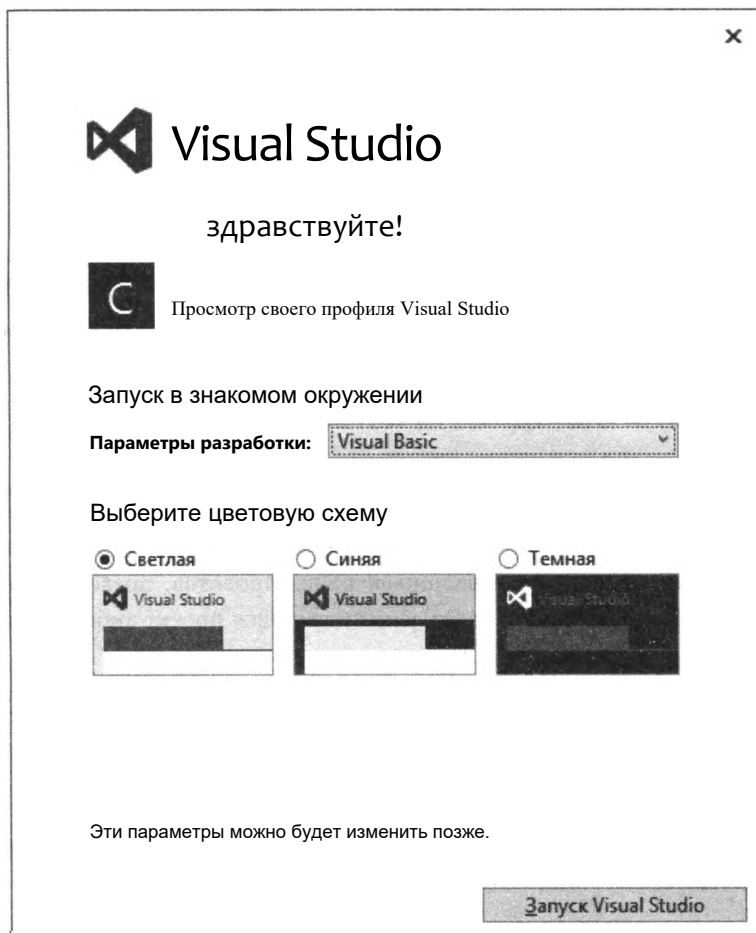 ×
Visual Studio
здравствуйте!
C
Просмотр своего профиля Visual Studio
Запуск в знакомом окружении
Параметры разработки: Visual Basic
Выберите цветовую схему
Светлая Синяя Темная
Visual Studio Visual Studio Visual Studio
Эти параметры можно будет изменить позже.
Запуск Visual Studio